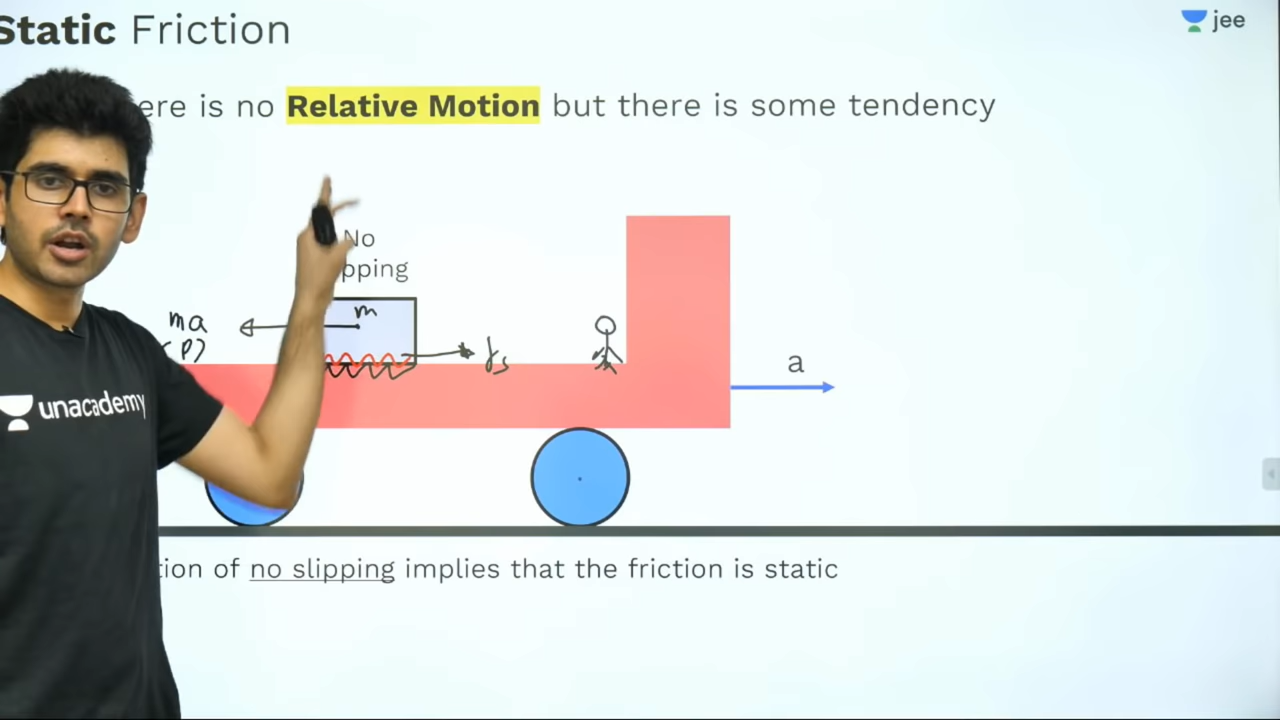 Static Friction
jee
ere is no Relative Motion but there is some tendency
No
pping
m
ma
(P)
fs
a
unacademy
tion of no slipping implies that the friction is static